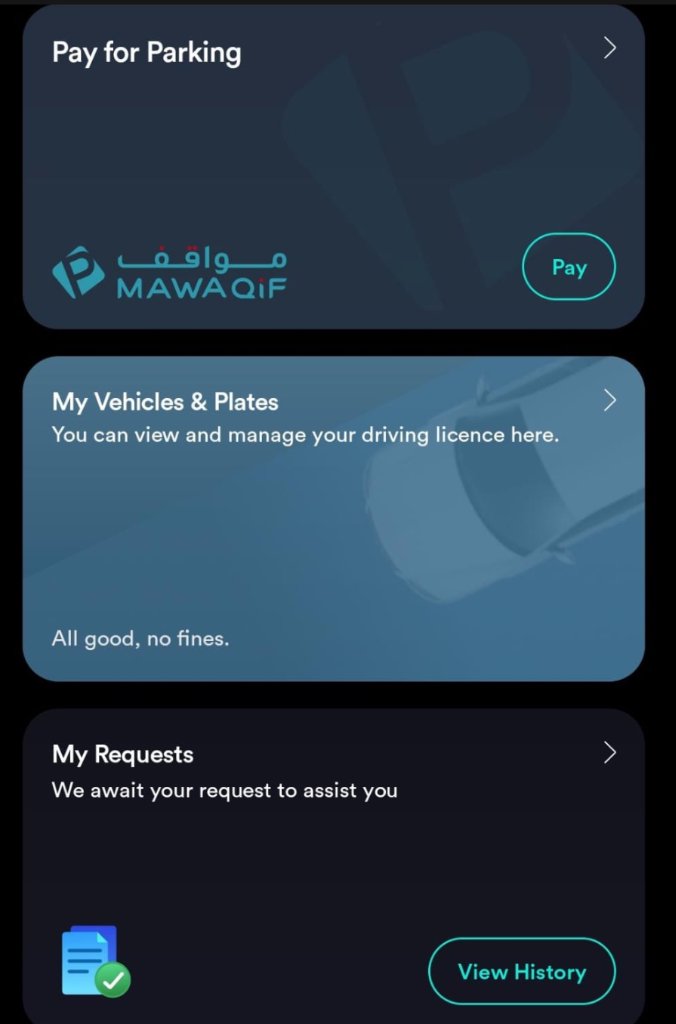 Pay for Parking
مواقف
MAWAQiF
Pay
My Vehicles & Plates
You can view and manage your driving licence here.
All good, no fines.
My Requests
We await your request to assist you
View History